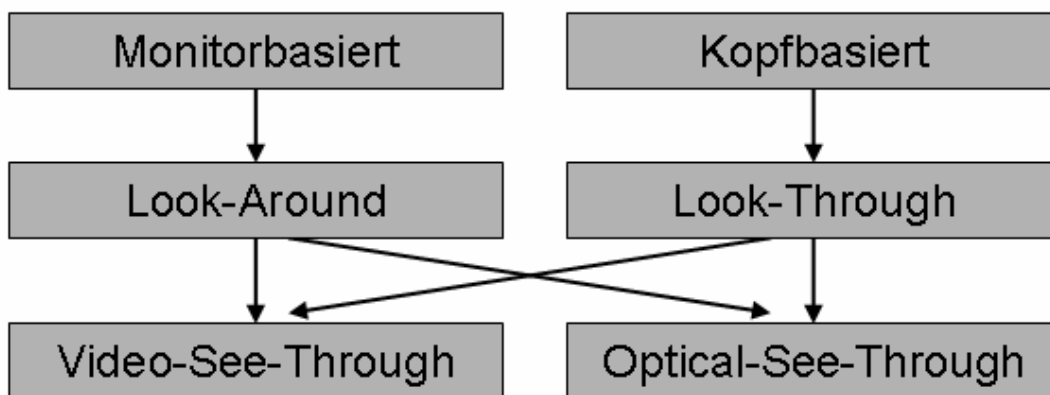 Monitorbasiert
Kopfbasiert
Look-Around
Look-Through
Video-See-Through
Optical-See-Through